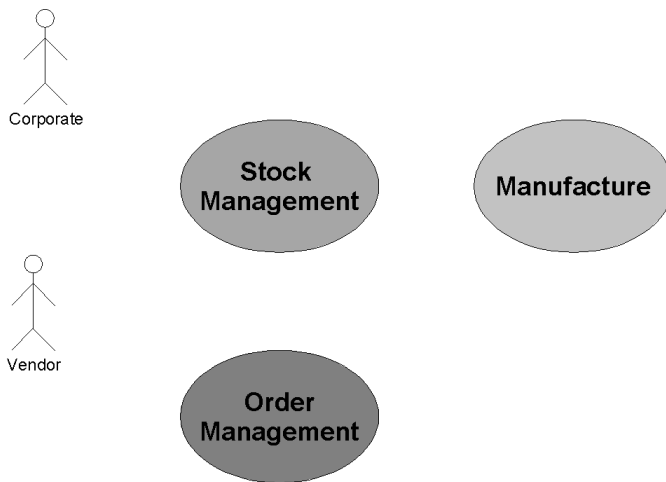 Corporate
Stock
Management
Manufacture
Vendor
Order
Management